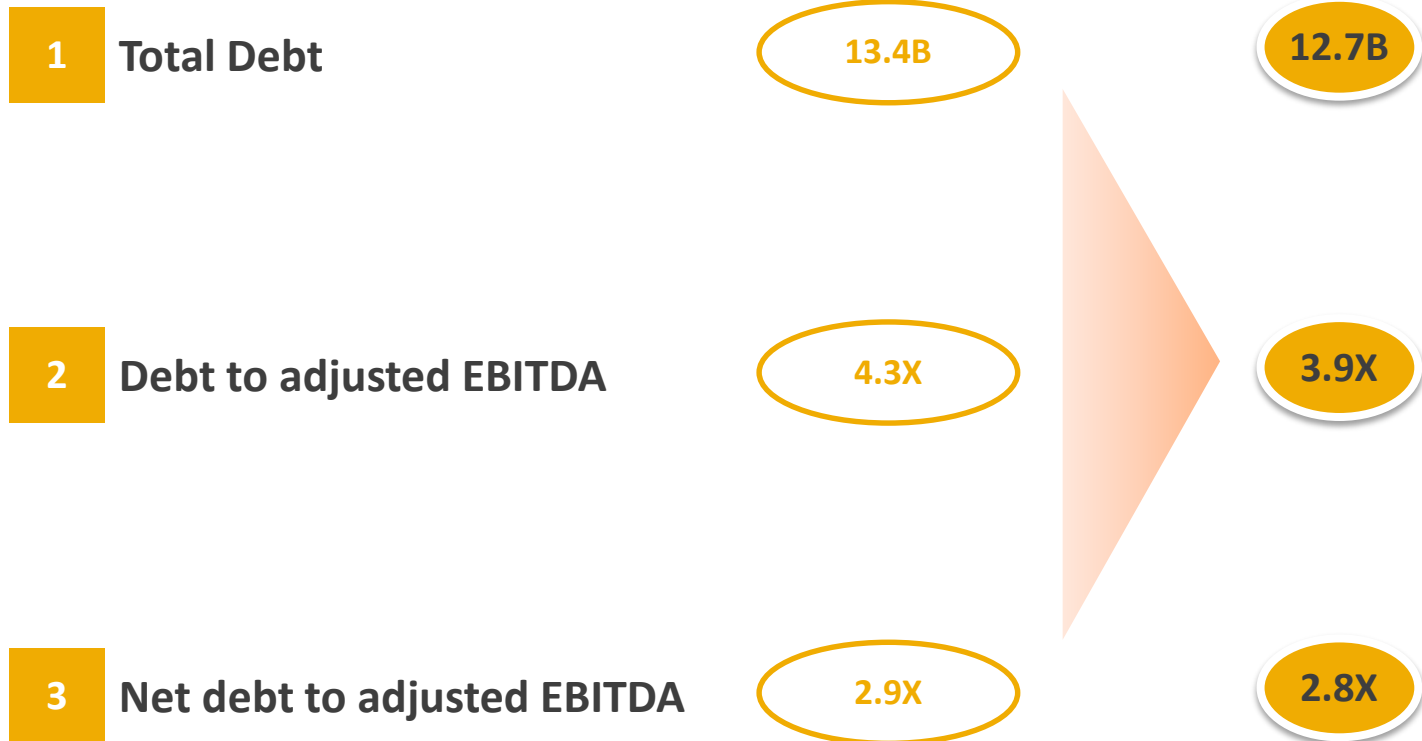 1 Total Debt 13.4B 12.7B
2 Debt to adjusted EBITDA 4.3X 3.9X
3 Net debt to adjusted EBITDA 2.9X 2.8X